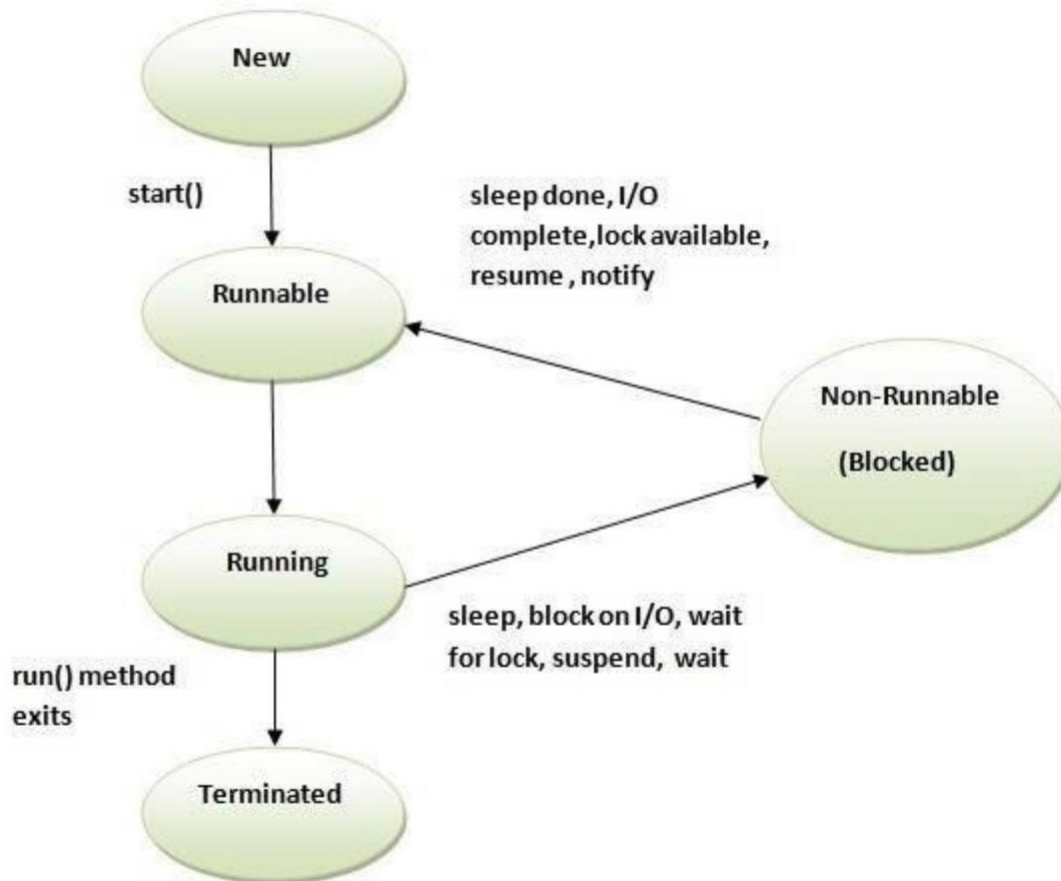 New
start()
sleep done, I/O
complete,lock available,
resume , notify
Runnable
Non-Runnable
(Blocked)
Running
sleep, block on I/O, wait
for lock, suspend, wait
run() method
exits
Terminated